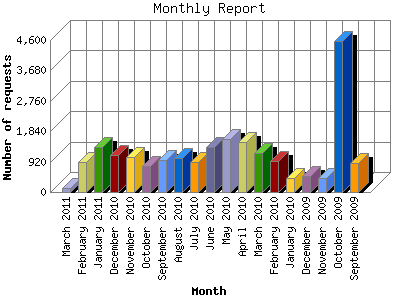 Monthly Report
Number of requests
4,600
3,680
2,760
1,840
920
0
March 2011
February 2011
January 2011
December 2010
November 2010
October 2010
September 2010
August 2010
July 2010
June 2010
May 2010
April 2010
March 2010
February 2010
January 2010
December 2009
November 2009
October 2009
September 2009
Month